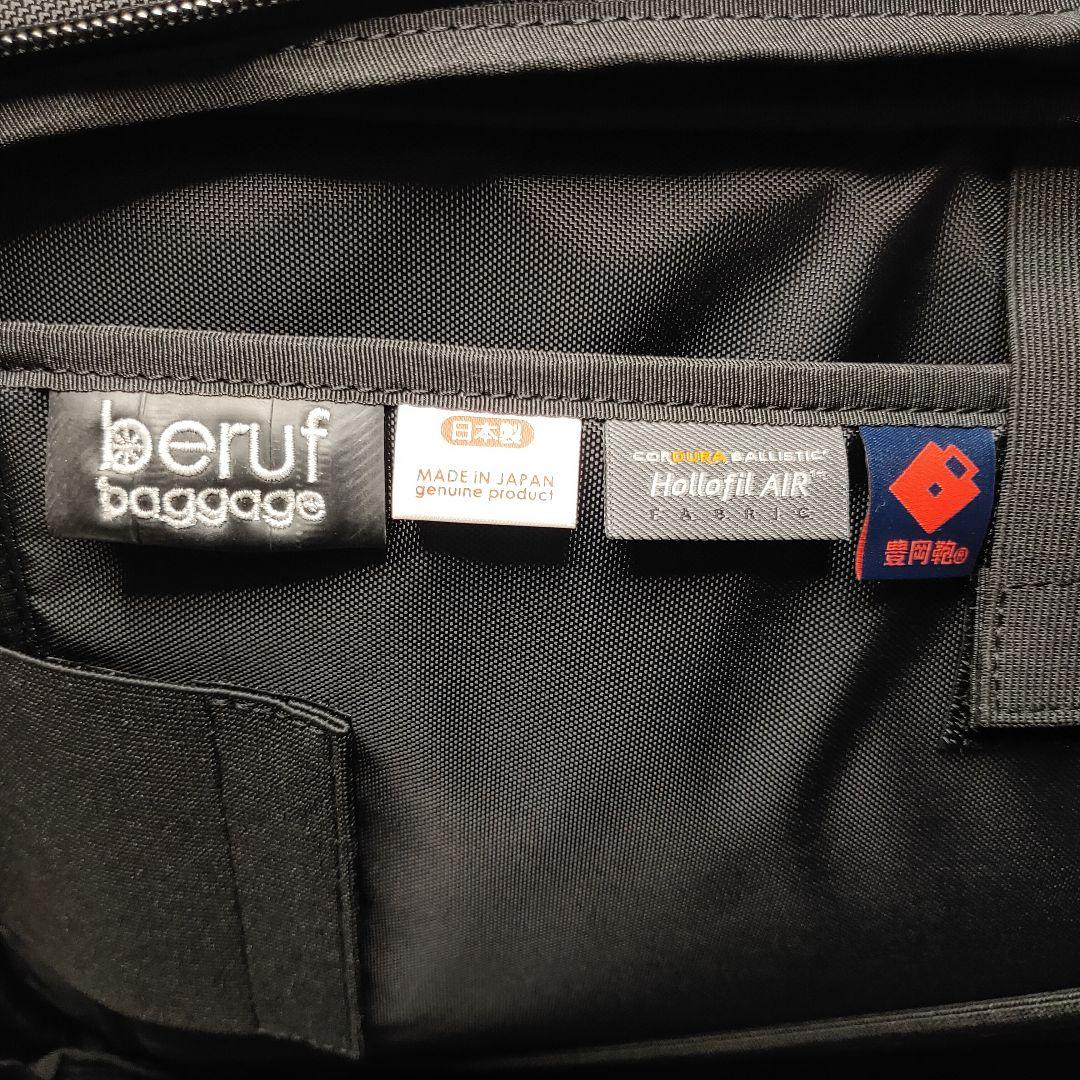 beruf
baggage
日本製
MADE IN JAPAN
genuine product
CORDURA BALLISTIC®
Hollofil AIR
FABRIC
豊岡鞄®